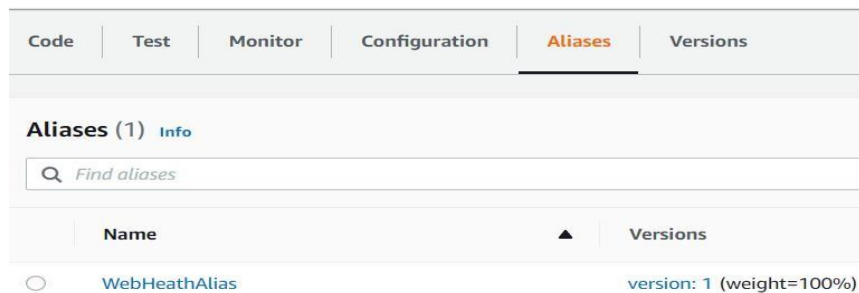 Code Test Monitor Configuration Aliases Versions
Aliases (1) Info
Find aliases
Name Versions
WebHeathAlias version: 1 (weight=100%)